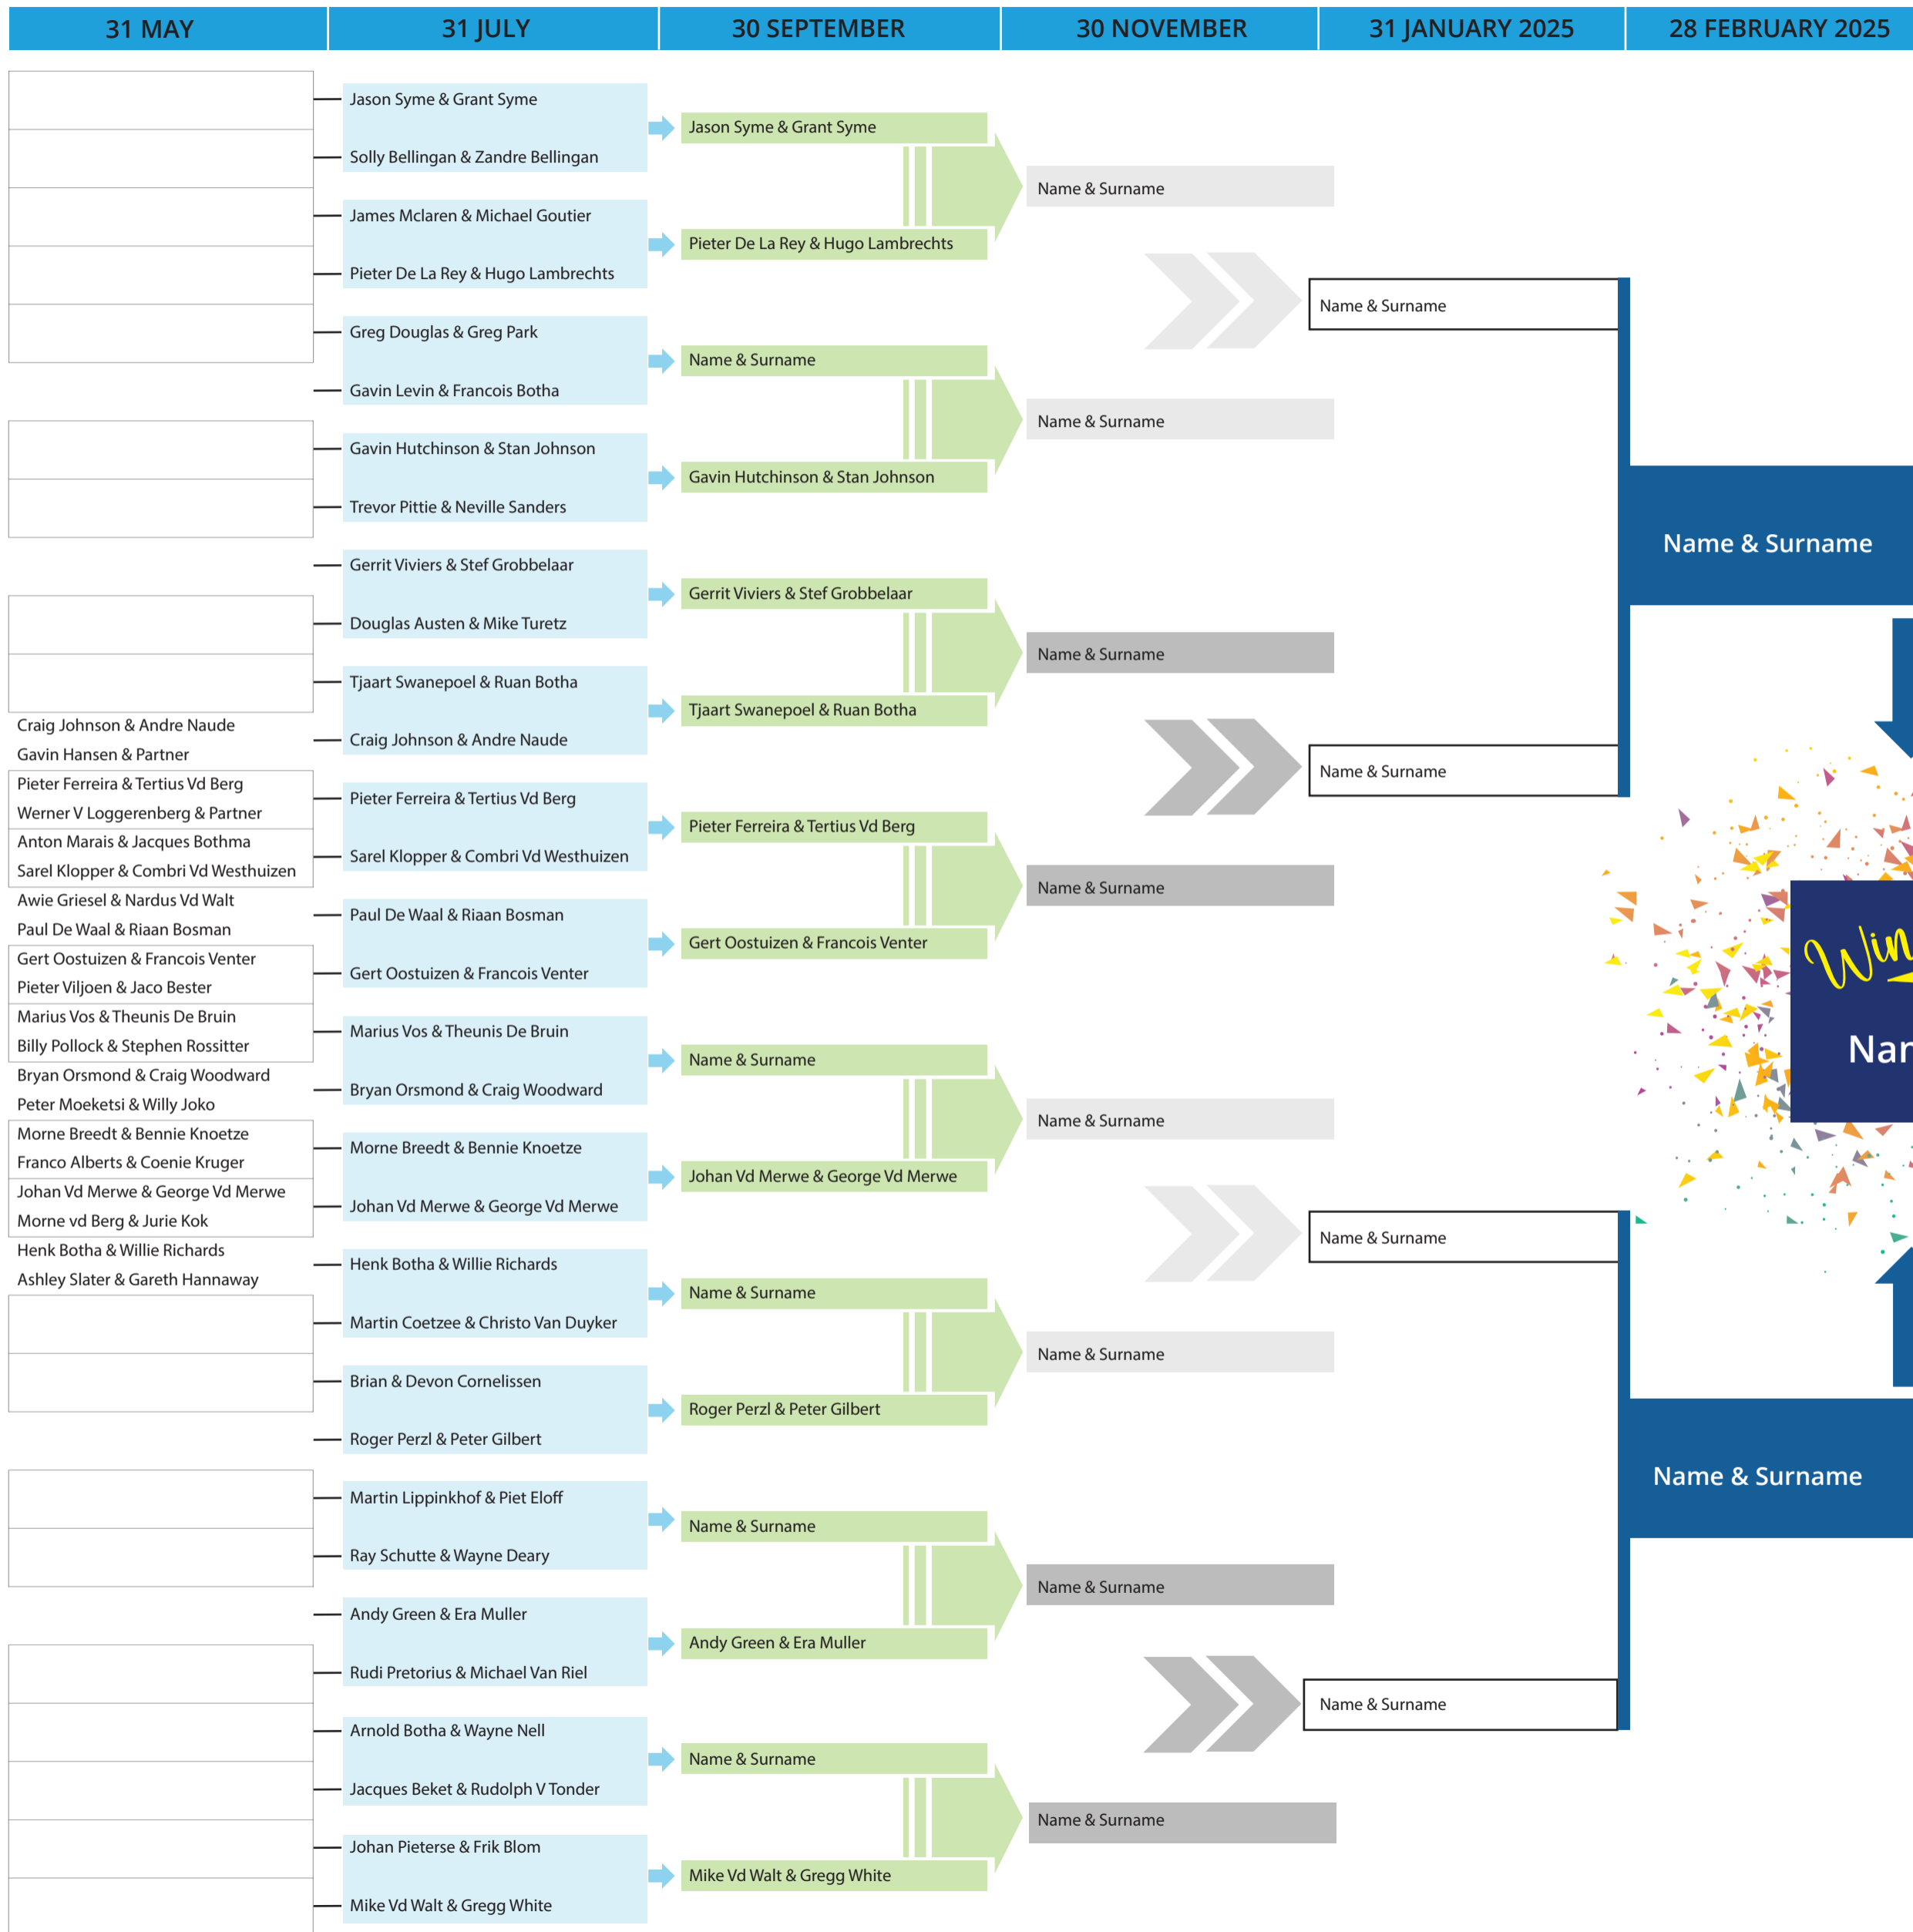 31 MAY
31 JULY
30 SEPTEMBER
30 NOVEMBER
31 JANUARY 2025
28 FEBRUARY 2025
Craig Johnson & Andre Naude
Gavin Hansen & Partner
Pieter Ferreira & Tertius Vd Berg
Werner V Loggerenberg & Partner
Anton Marais & Jacques Bothma
Sarel Klopper & Combri Vd Westhuizen
Awie Griesel & Nardus Vd Walt
Paul De Waal & Riaan Bosman
Gert Oostuizen & Francois Venter
Pieter Viljoen & Jaco Bester
Marius Vos & Theunis De Bruin
Billy Pollock & Stephen Rossitter
Bryan Orsmond & Craig Woodward
Peter Moeketsi & Willy Joko
Morne Breedt & Bennie Knoetze
Franco Alberts & Coenie Kruger
Johan Vd Merwe & George Vd Merwe
Morne vd Berg & Jurie Kok
Henk Botha & Willie Richards
Ashley Slater & Gareth Hannaway
Jason Syme & Grant Syme
Solly Bellingan & Zandre Bellingan
James Mclaren & Michael Goutier
Pieter De La Rey & Hugo Lambrechts
Greg Douglas & Greg Park
Gavin Levin & Francois Botha
Gavin Hutchinson & Stan Johnson
Trevor Pittie & Neville Sanders
Gerrit Viviers & Stef Grobbelaar
Douglas Austen & Mike Turetz
Tjaart Swanepoel & Ruan Botha
Craig Johnson & Andre Naude
Pieter Ferreira & Tertius Vd Berg
Sarel Klopper & Combri Vd Westhuizen
Paul De Waal & Riaan Bosman
Gert Oostuizen & Francois Venter
Marius Vos & Theunis De Bruin
Bryan Orsmond & Craig Woodward
Morne Breedt & Bennie Knoetze
Johan Vd Merwe & George Vd Merwe
Henk Botha & Willie Richards
Martin Coetzee & Christo Van Duyker
Brian & Devon Cornelissen
Roger Perzl & Peter Gilbert
Martin Lippinkhof & Piet Eloff
Ray Schutte & Wayne Deary
Andy Green & Era Muller
Rudi Pretorius & Michael Van Riel
Arnold Botha & Wayne Nell
Jacques Beket & Rudolph V Tonder
Johan Pieterse & Frik Blom
Mike Vd Walt & Gregg White
Jason Syme & Grant Syme
Pieter De La Rey & Hugo Lambrechts
Name & Surname
Gavin Hutchinson & Stan Johnson
Gerrit Viviers & Stef Grobbelaar
Tjaart Swanepoel & Ruan Botha
Pieter Ferreira & Tertius Vd Berg
Gert Oostuizen & Francois Venter
Name & Surname
Johan Vd Merwe & George Vd Merwe
Name & Surname
Roger Perzl & Peter Gilbert
Name & Surname
Andy Green & Era Muller
Name & Surname
Mike Vd Walt & Gregg White
Name & Surname
Name & Surname
Name & Surname
Name & Surname
Name & Surname
Name & Surname
Name & Surname
Name & Surname
Name & Surname
Name & Surname
Name & Surname
Name & Surname
Name & Surname
Win
Nar
Name & Surname